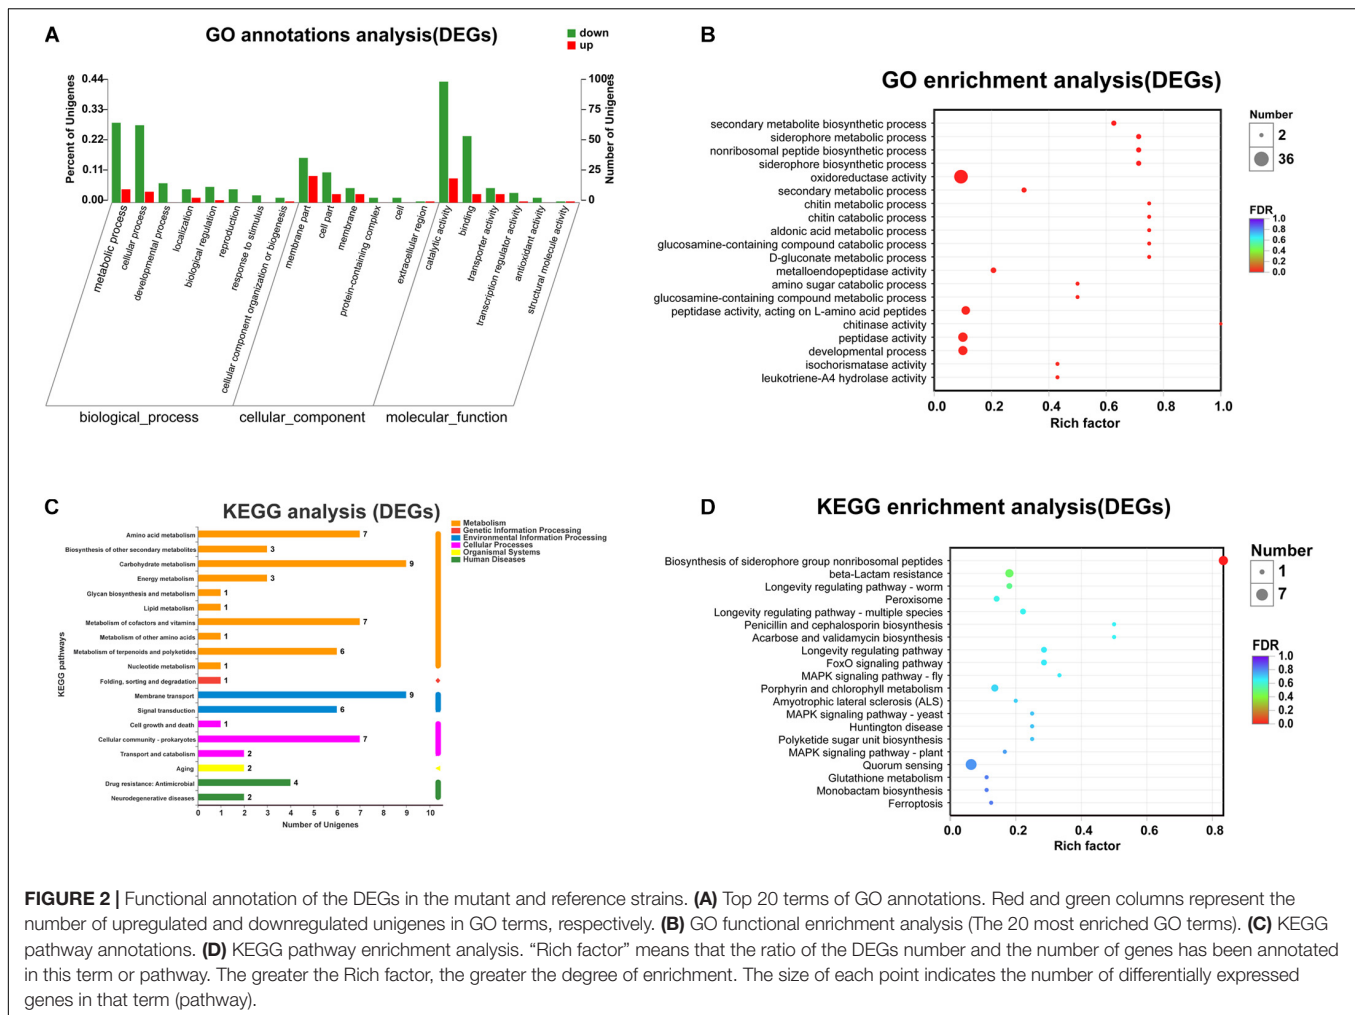 A
GO annotations analysis(DEGs)
down
up
Percent of Unigenes
0.44
0.33
0.22
0.11
0.00
100
75
50
25
0
Number of Unigenes
metabolic process
cellular process
developmental process
localization
biological regulation
reproduction
response to stimulus
cellular component organization or biogenesis
membrane part
cell part
membrane
protein-containing complex
cell
extracellular region
catalytic activity
binding
transporter activity
transcription regulator activity
antioxidant activity
structural molecule activity
biological_process
cellular_component
molecular_function
B
GO enrichment analysis(DEGs)
secondary metabolite biosynthetic process
siderophore metabolic process
nonribosomal peptide biosynthetic process
siderophore biosynthetic process
oxidoreductase activity
secondary metabolic process
chitin metabolic process
chitin catabolic process
aldonic acid metabolic process
glucosamine-containing compound catabolic process
D-gluconate metabolic process
metalloendopeptidase activity
amino sugar catabolic process
glucosamine-containing compound metabolic process
peptidase activity, acting on L-amino acid peptides
chitinase activity
peptidase activity
developmental process
isochorismatase activity
leukotriene-A4 hydrolase activity
0.0 0.2 0.4 0.6 0.8 1.0
Rich factor
Number
2
36
FDR
1.0
0.8
0.6
0.4
0.2
0.0
C
KEGG analysis (DEGs)
Metabolism
Genetic Information Processing
Environmental Information Processing
Cellular Processes
Organismal Systems
Human Diseases
KEGG pathways
Amino acid metabolism 7
Biosynthesis of other secondary metabolites 3
Carbohydrate metabolism 9
Energy metabolism 3
Glycan biosynthesis and metabolism 1
Lipid metabolism 1
Metabolism of cofactors and vitamins 7
Metabolism of other amino acids 1
Metabolism of terpenoids and polyketides 6
Nucleotide metabolism 1
Folding, sorting and degradation 1
Membrane transport 9
Signal transduction 6
Cell growth and death 1
Cellular community - prokaryotes 7
Transport and catabolism 2
Aging 2
Drug resistance: Antimicrobial 4
Neurodegenerative diseases 2
0 1 2 3 4 5 6 7 8 9 10
Number of Unigenes
D
KEGG enrichment analysis(DEGs)
Biosynthesis of siderophore group nonribosomal peptides
beta-Lactam resistance
Longevity regulating pathway - worm
Peroxisome
Longevity regulating pathway - multiple species
Penicillin and cephalosporin biosynthesis
Acarbose and validamycin biosynthesis
Longevity regulating pathway
FoxO signaling pathway
MAPK signaling pathway - fly
Porphyrin and chlorophyll metabolism
Amyotrophic lateral sclerosis (ALS)
MAPK signaling pathway - yeast
Huntington disease
Polyketide sugar unit biosynthesis
MAPK signaling pathway - plant
Quorum sensing
Glutathione metabolism
Monobactam biosynthesis
Ferroptosis
0.0 0.2 0.4 0.6 0.8
Rich factor
Number
1
7
FDR
1.0
0.8
0.6
0.4
0.2
0.0
FIGURE 2 | Functional annotation of the DEGs in the mutant and reference strains. (A) Top 20 terms of GO annotations. Red and green columns represent the
number of upregulated and downregulated unigenes in GO terms, respectively. (B) GO functional enrichment analysis (The 20 most enriched GO terms). (C) KEGG
pathway annotations. (D) KEGG pathway enrichment analysis. “Rich factor” means that the ratio of the DEGs number and the number of genes has been annotated
in this term or pathway. The greater the Rich factor, the greater the degree of enrichment. The size of each point indicates the number of differentially expressed
genes in that term (pathway).